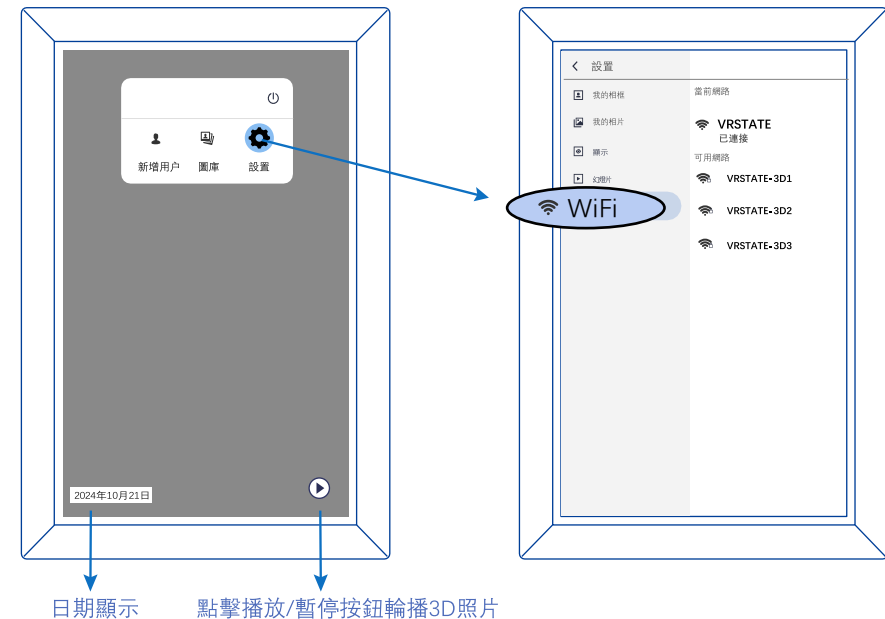 新增用户 圖庫 設置
2024年10月21日
日期顯示 點擊播放/暫停按鈕輪播3D照片
設置
我的相框
我的相片
顯示
幻燈片
WiFi
當前網路
VRSTATE
已連接
可用網路
VRSTATE-3D1
VRSTATE-3D2
VRSTATE-3D3